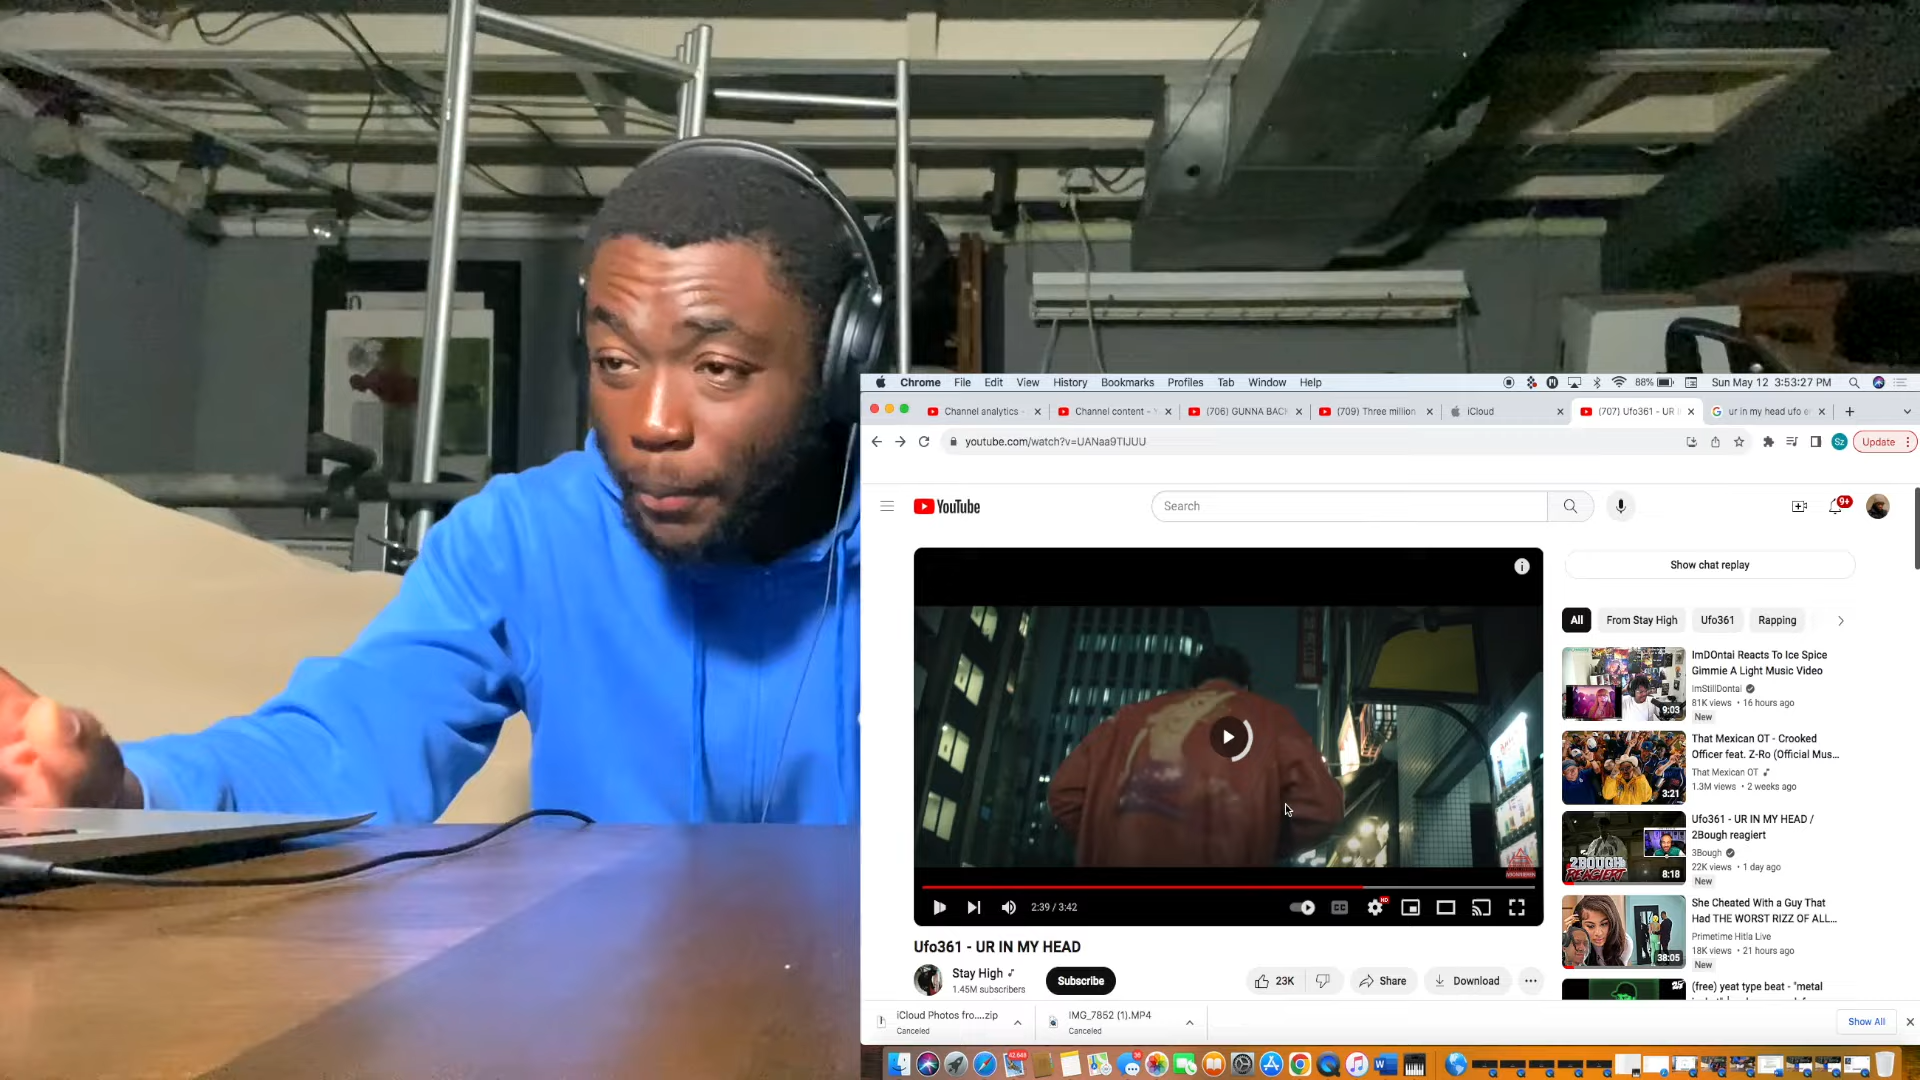 Chrome File Edit View History Bookmarks Profiles Tab Window Help 88% Sun May 12 3:53:27 PM
Channel analytics - Channel content - (706) GUNNA BACK (709) Three million iCloud (707) Ufo361 - UR I ur in my head ufo
youtube.com/watch?v=UANaa9TIJUU Sz Update
YouTube Search 9+
Show chat replay
All From Stay High Ufo361 Rapping
ImDOntai Reacts To Ice Spice
Gimmie A Light Music Video
ImStillDontai
81K views • 16 hours ago
New
9:03
That Mexican OT - Crooked
Officer feat. Z-Ro (Official Mus...
That Mexican OT
1.3M views • 2 weeks ago
3:21
Ufo361 - UR IN MY HEAD /
2Bough reagiert
3Bough
22K views • 1 day ago
New
2BOUGH
REAGIERT
8:18
She Cheated With a Guy That
Had THE WORST RIZZ OF ALL...
Primetime Hitla Live
18K views • 21 hours ago
New
38:05
(free) yeat type beat - "metal
ABONNIEREN
2:39 / 3:42 CC HD
Ufo361 - UR IN MY HEAD
Stay High
1.45M subscribers
Subscribe
23K Share Download
iCloud Photos fro....zip
Canceled
IMG_7852 (1).MP4
Canceled
Show All